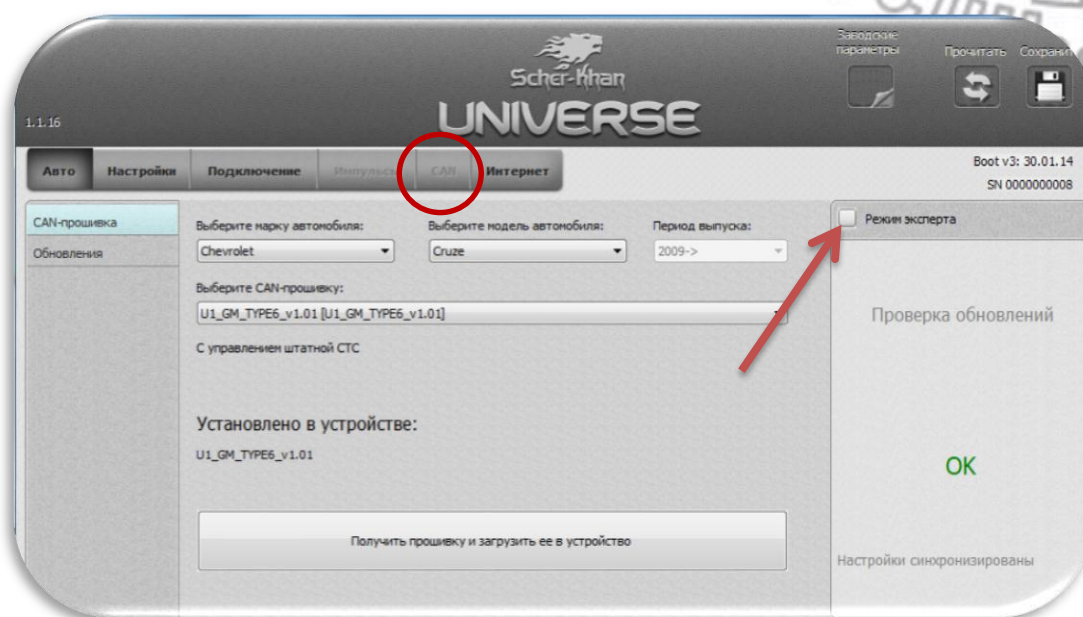 Заводские
параметры
Прочитать
Сохранит
Scher-Khan
UNIVERSE
1.1.16
Авто
Настройки
Подключение
Импульсы
CAN
Интернет
Boot v3: 30.01.14
SN 0000000008
CAN-прошивка
Обновления
Выберите марку автомобиля:
Выберите модель автомобиля:
Период выпуска:
Chevrolet
Cruze
2009->
Выберите CAN-прошивку:
U1_GM_TYPE6_v1.01 [U1_GM_TYPE6_v1.01]
С управлением штатной СТС
Установлено в устройстве:
U1_GM_TYPE6_v1.01
Получить прошивку и загрузить ее в устройство
Режим эксперта
Проверка обновлений
OK
Настройки синхронизированы